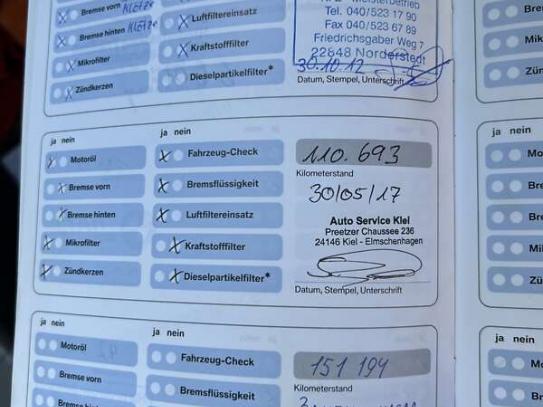 Bremse vorn
Bremse hinten
Mikrofilter
Zündkerzen
Luftfiltereinsatz
Kraftstofffilter
Dieselpartikelfilter*
Tel. 040/523 17 90
Fax 040/523 67 89
Friedrichsgaber Weg 7
22848 Norderstedt
30.10.12
Datum, Stempel, Unterschrift
ja nein
Motoröl
Bremse vorn
Bremse hinten
Mikrofilter
Zündkerzen
ja nein
Fahrzeug-Check
Bremsflüssigkeit
Luftfiltereinsatz
Kraftstofffilter
Dieselpartikelfilter*
110.693
Kilometerstand
30/05/17
Auto Service Kiel
Preetzer Chaussee 236
24146 Kiel - Elmschenhagen
Datum, Stempel, Unterschrift
ja nein
Motoröl
Bremse vorn
ja nein
Fahrzeug-Check
Bremsflüssigkeit
151 194
Kilometerstand
ja nein
ja nein